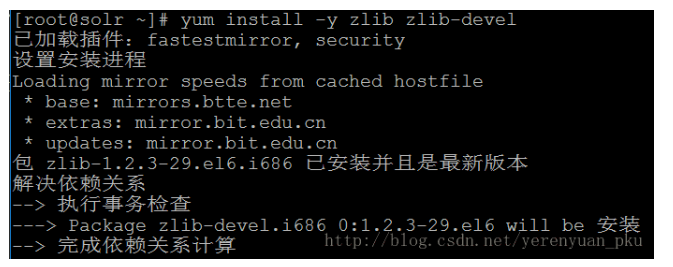 [root@solr ~]# yum install -y zlib zlib-devel
已加载插件：fastestmirror, security
设置安装进程
Loading mirror speeds from cached hostfile
* base: mirrors.btte.net
* extras: mirror.bit.edu.cn
* updates: mirror.bit.edu.cn
包 zlib-1.2.3-29.el6.i686 已安装并且是最新版本
解决依赖关系
--> 执行事务检查
---> Package zlib-devel.i686 0:1.2.3-29.el6 will be 安装
--> 完成依赖关系计算
http://blog.csdn.net/yerenyuan_pku